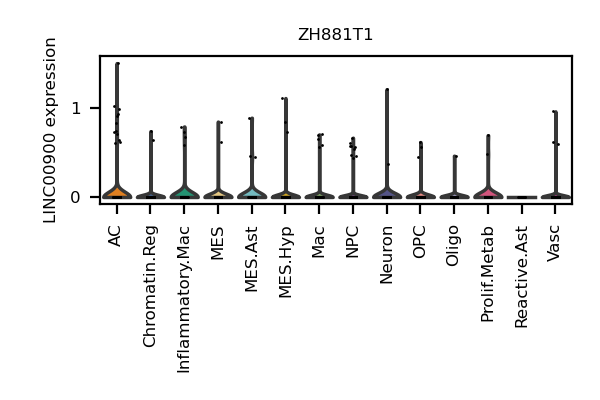 ZH881T1
LINC00900 expression
1
0
AC
Chromatin.Reg
Inflammatory.Mac
MES
MES.Ast
MES.Hyp
Mac
NPC
Neuron
OPC
Oligo
Prolif.Metab
Reactive.Ast
Vasc